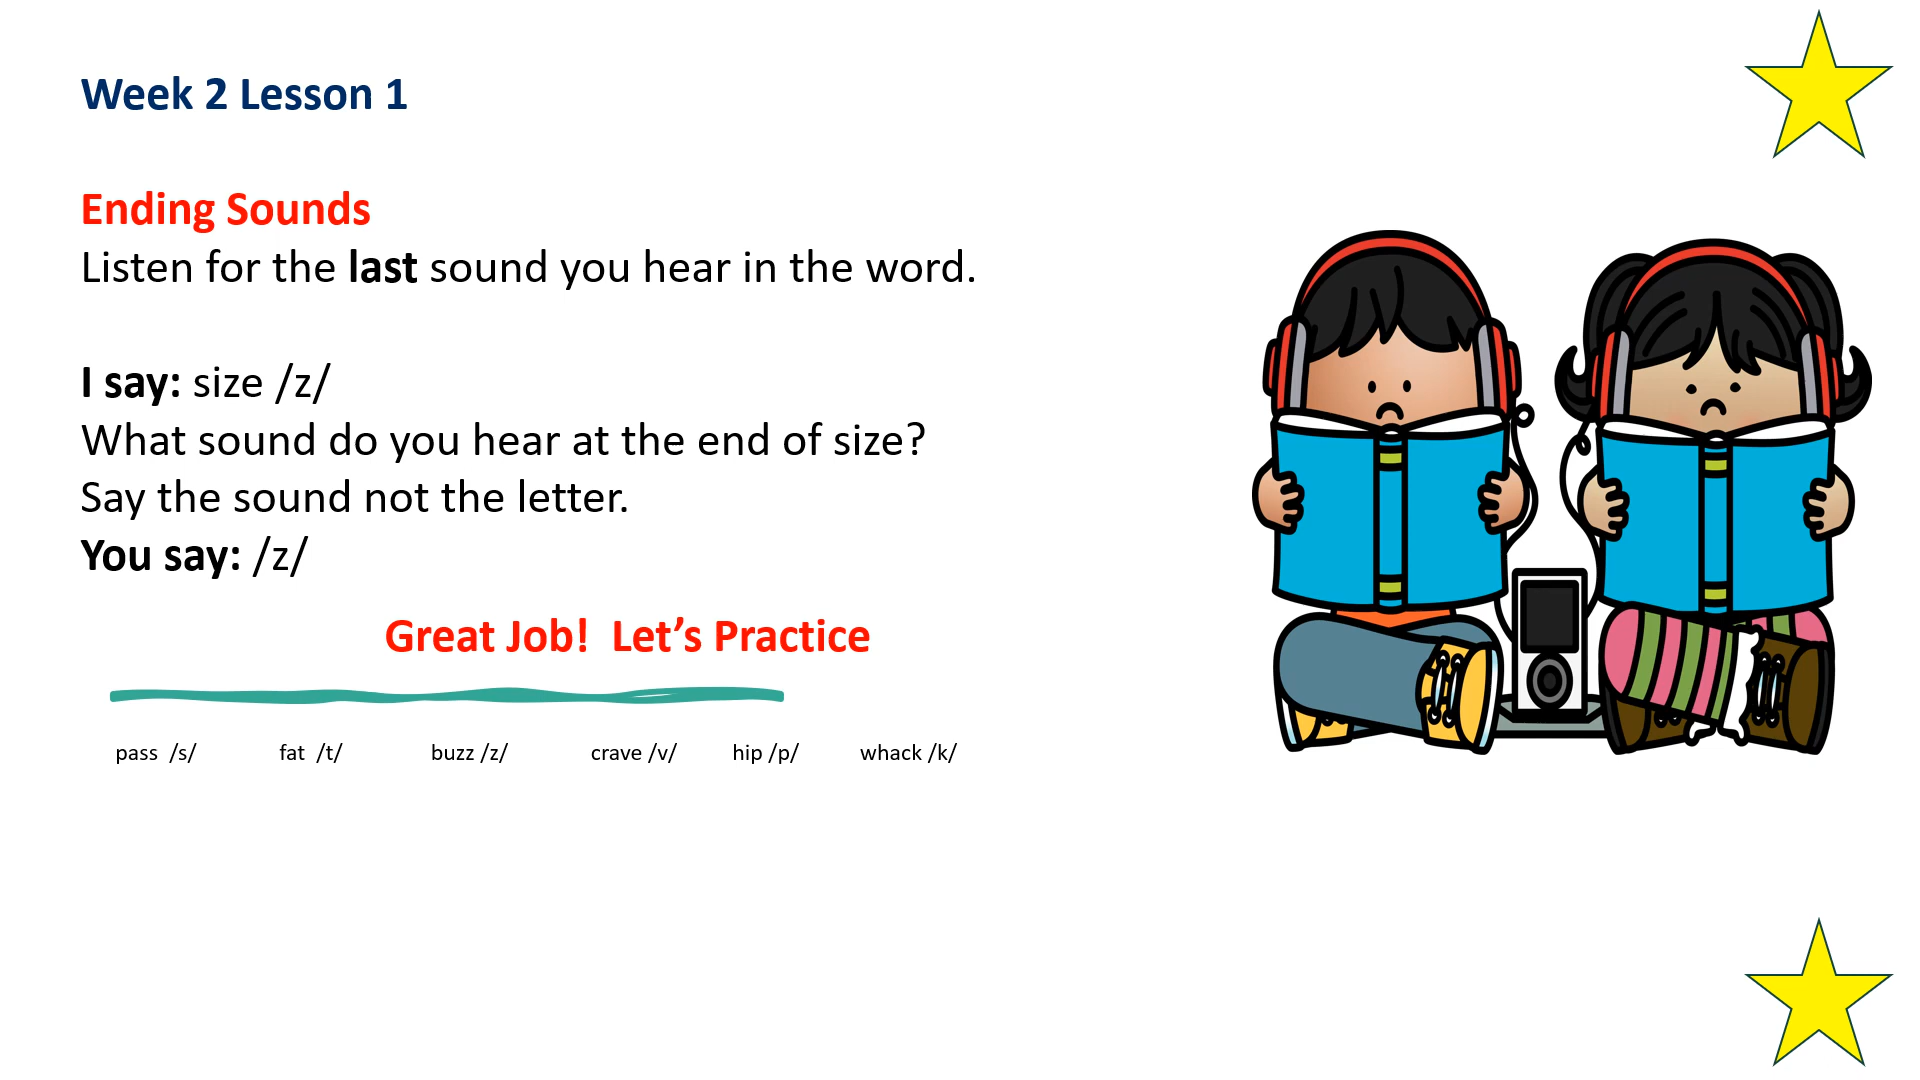 Week 2 Lesson 1
Ending Sounds
Listen for the last sound you hear in the word.
I say: size /z/
What sound do you hear at the end of size?
Say the sound not the letter.
You say: /z/
Great Job!  Let’s Practice
pass  /s/ fat  /t/ buzz /z/ crave /v/ hip /p/ whack /k/